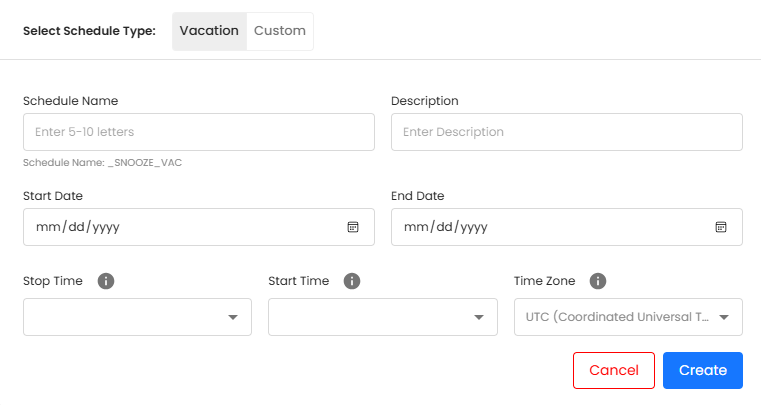 Select Schedule Type: Vacation Custom
Schedule Name Description
Enter 5-10 letters Enter Description
Schedule Name: _SNOOZE_VAC
Start Date End Date
mm/dd/yyyy mm/dd/yyyy
Stop Time Start Time Time Zone
UTC (Coordinated Universal T...
Cancel Create